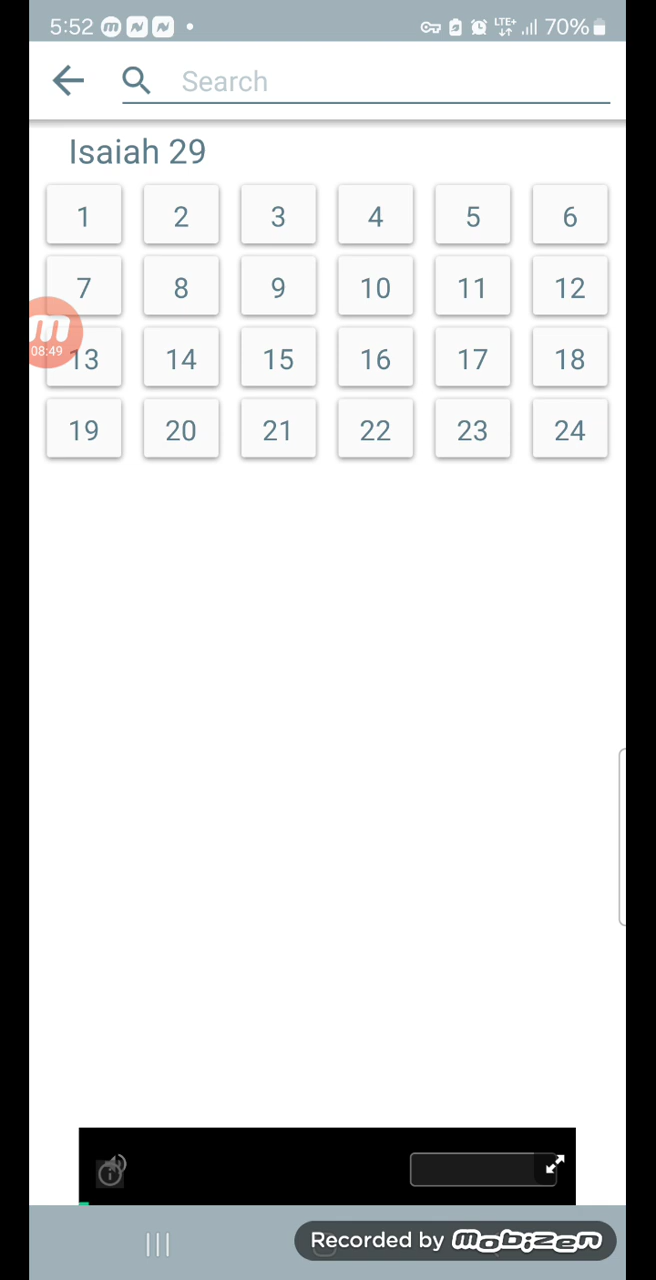 5:52 LTE+ 70%
Search
Isaiah 29
1 2 3 4 5 6
7 8 9 10 11 12
08:49
13 14 15 16 17 18
19 20 21 22 23 24
Recorded by mobizen